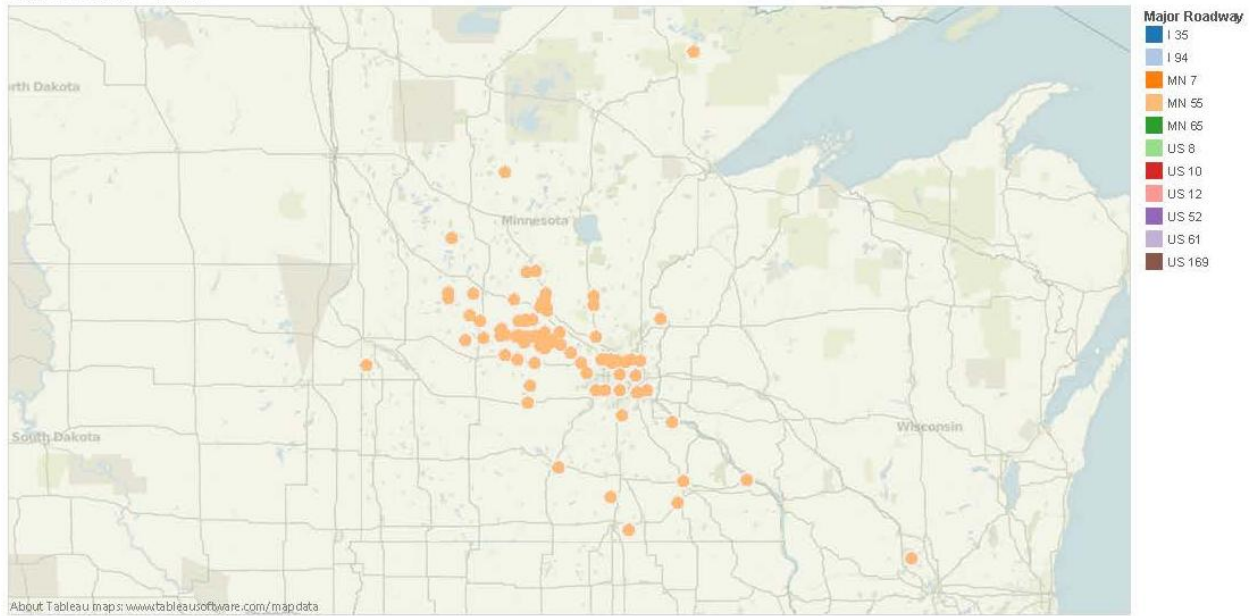 Major Roadway
I 35
I 94
MN 7
MN 55
MN 65
US 8
US 10
US 12
US 52
US 61
US 169
rth Dakota
Minnesota
South Dakota
Wisconsin
About Tableau maps: www.tableausoftware.com/mapdata